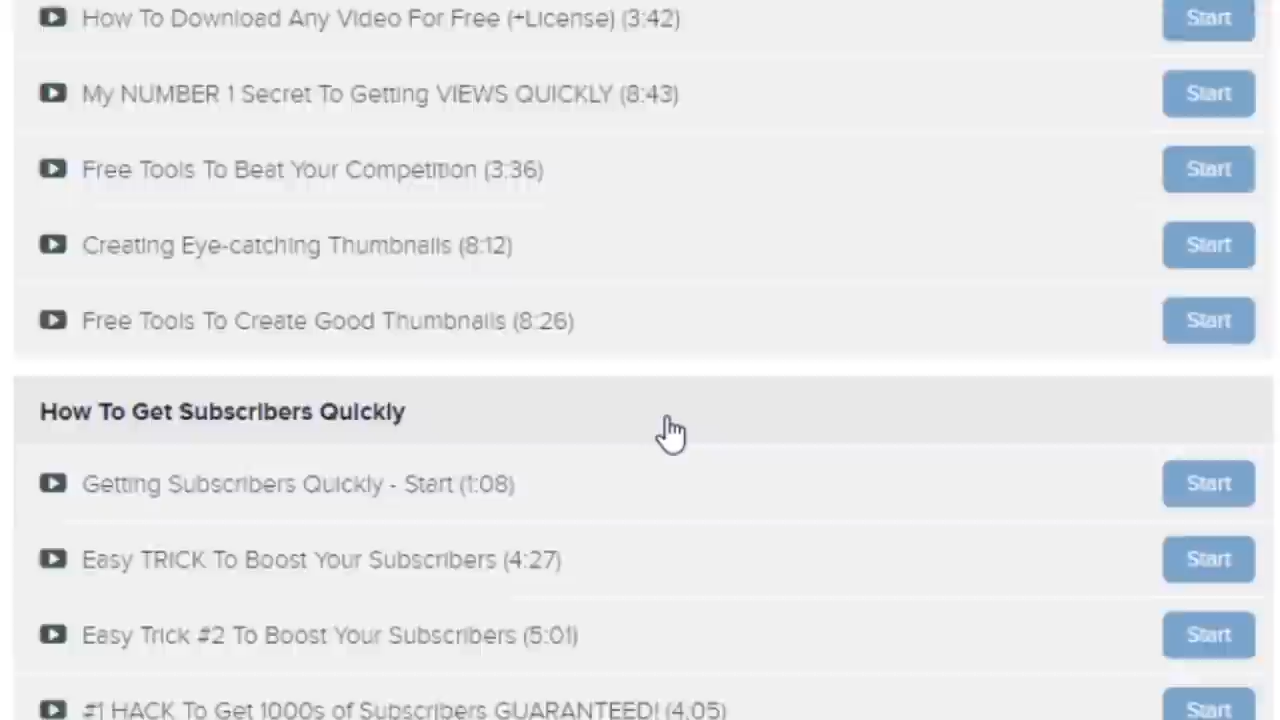 How To Download Any Video For Free (+License) (3:42)
Start
My NUMBER 1 Secret To Getting VIEWS QUICKLY (8:43)
Start
Free Tools To Beat Your Competition (3:36)
Start
Creating Eye-catching Thumbnails (8:12)
Start
Free Tools To Create Good Thumbnails (8:26)
Start
How To Get Subscribers Quickly
Getting Subscribers Quickly - Start (1:08)
Start
Easy TRICK To Boost Your Subscribers (4:27)
Start
Easy Trick #2 To Boost Your Subscribers (5:01)
Start
#1 HACK To Get 1000s of Subscribers GUARANTEED! (4:05)
Start